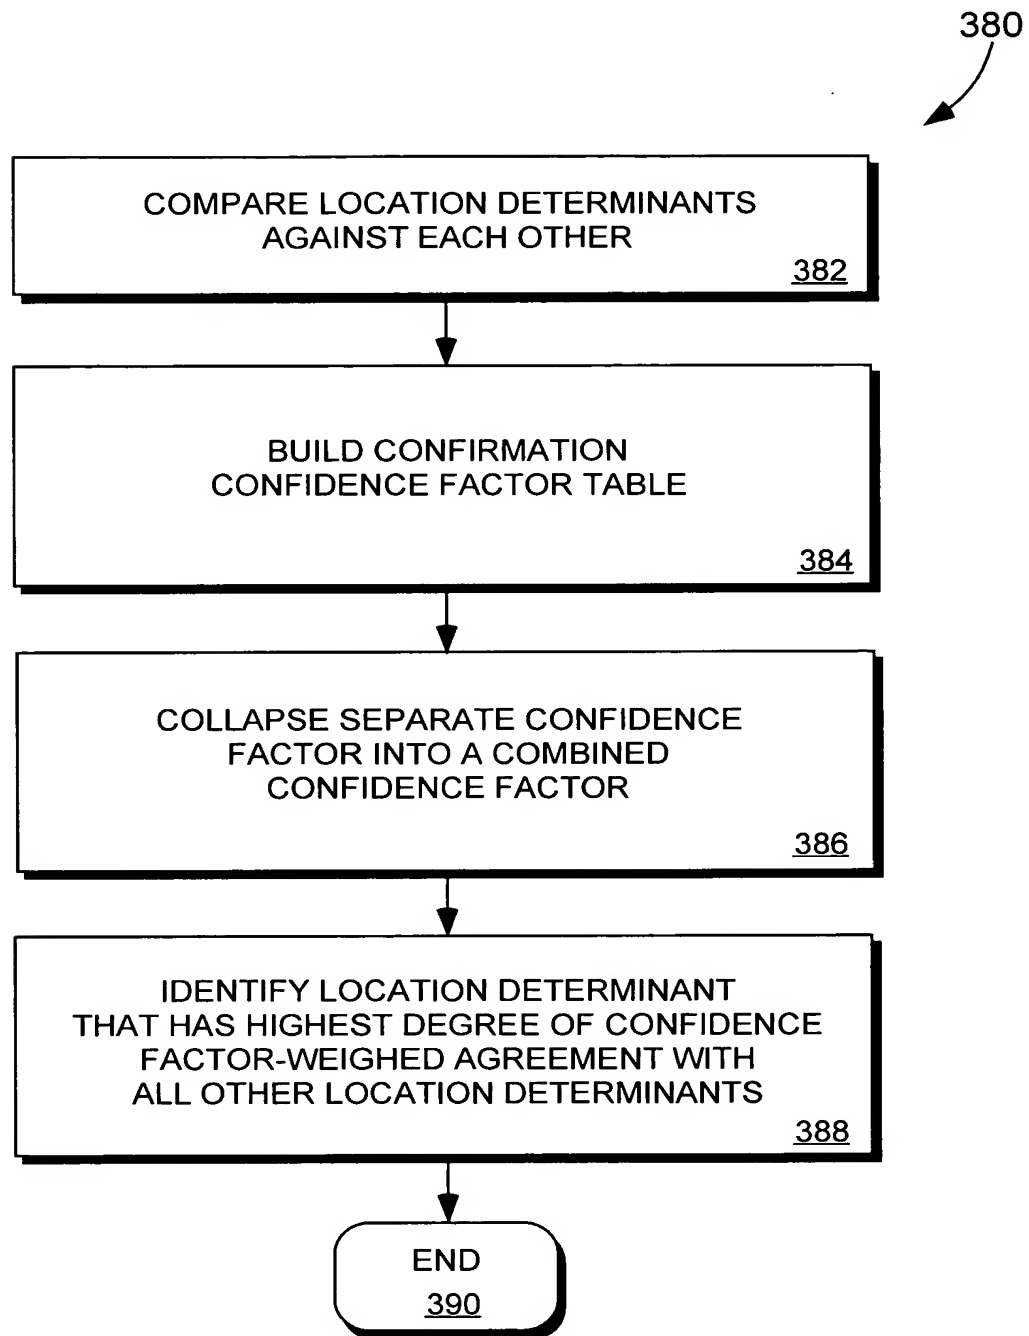 380
COMPARE LOCATION DETERMINANTS
AGAINST EACH OTHER
382
BUILD CONFIRMATION
CONFIDENCE FACTOR TABLE
384
COLLAPSE SEPARATE CONFIDENCE
FACTOR INTO A COMBINED
CONFIDENCE FACTOR
386
IDENTIFY LOCATION DETERMINANT
THAT HAS HIGHEST DEGREE OF CONFIDENCE
FACTOR-WEIGHED AGREEMENT WITH
ALL OTHER LOCATION DETERMINANTS
388
END
390